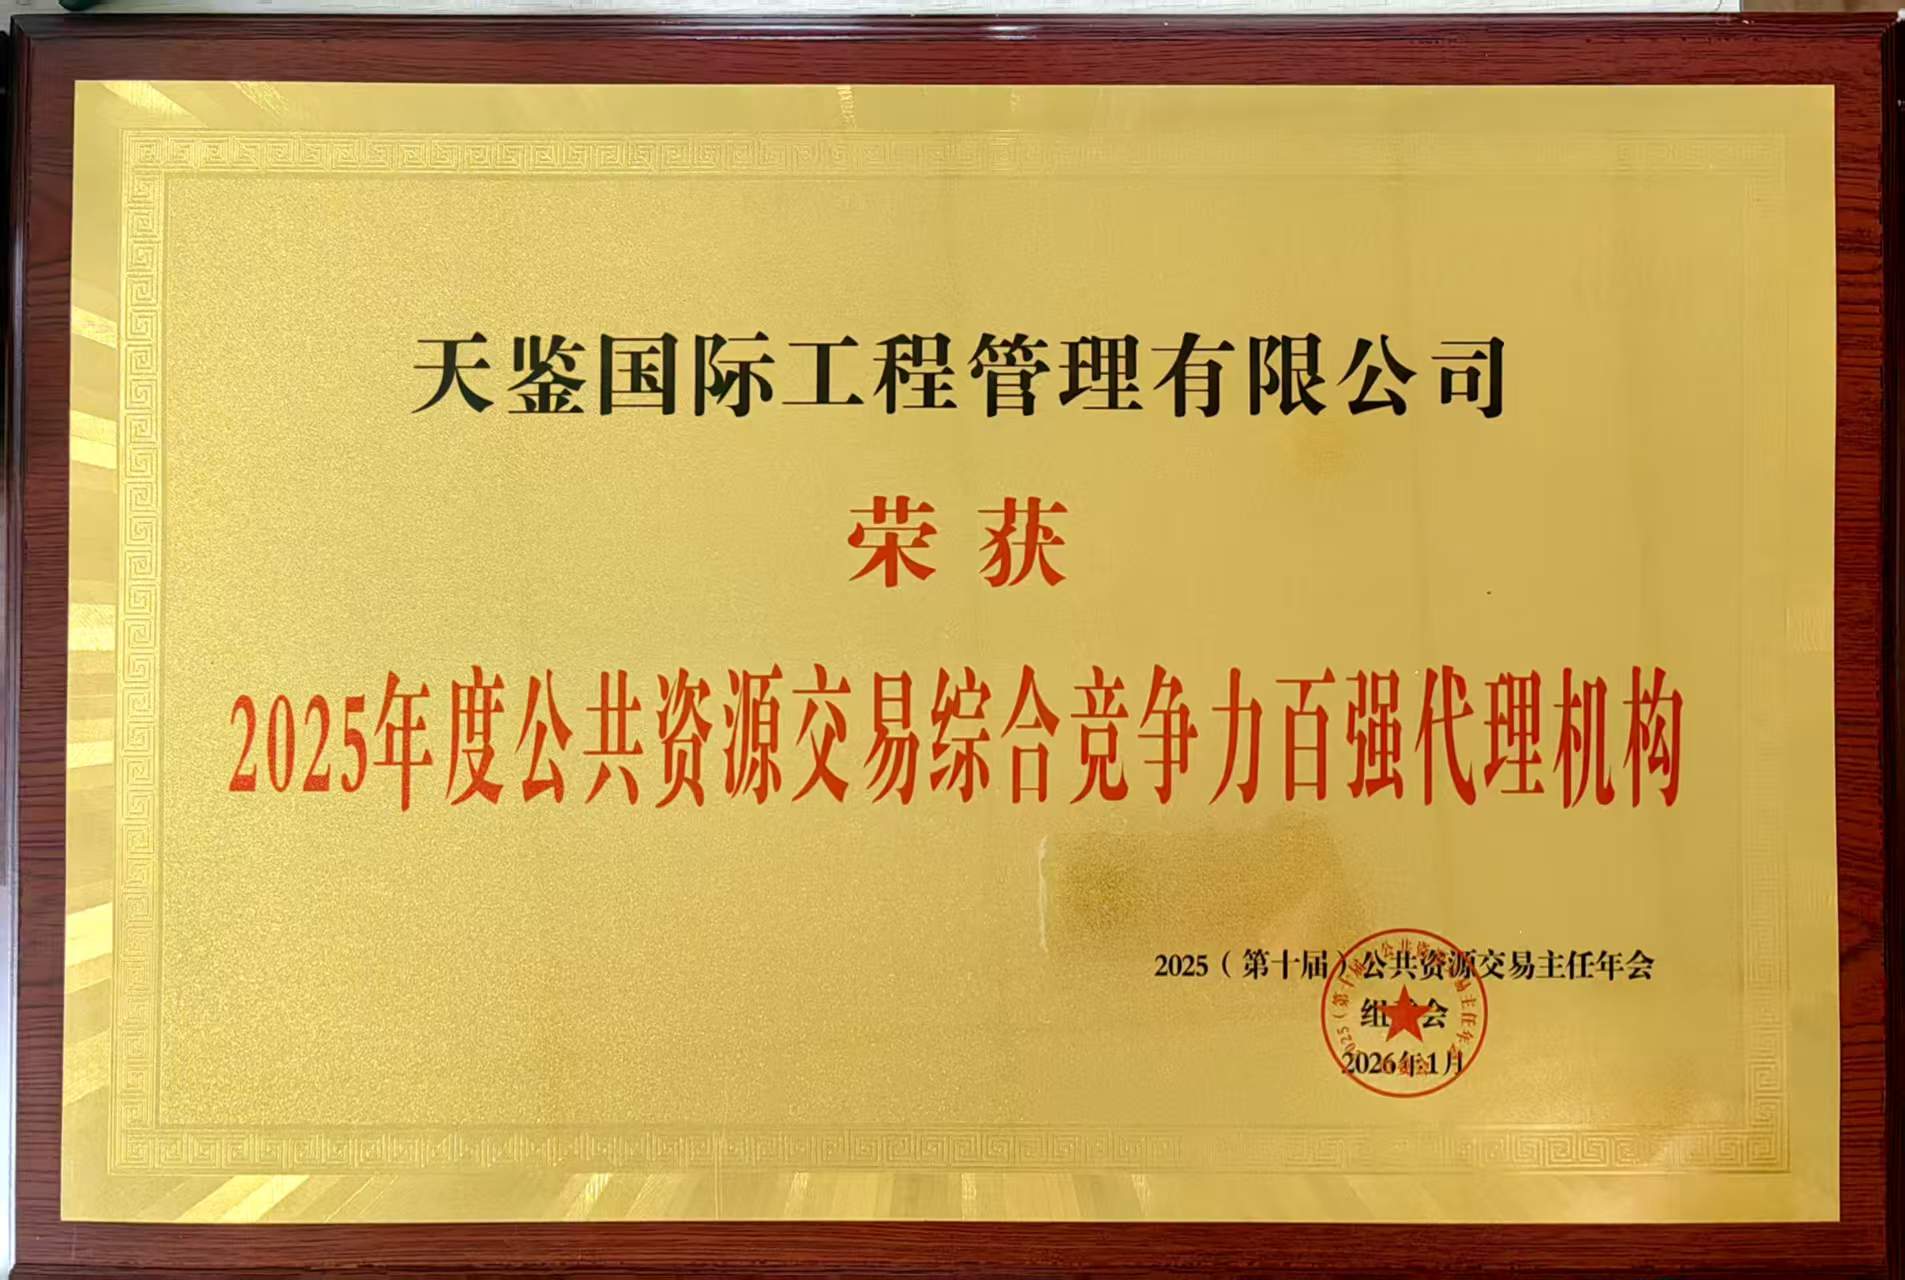 天鉴国际工程管理有限公司
荣获
2025年度公共资源交易综合竞争力百强代理机构
2025（第十届）公共资源交易主任年会
组委会
2026年1月